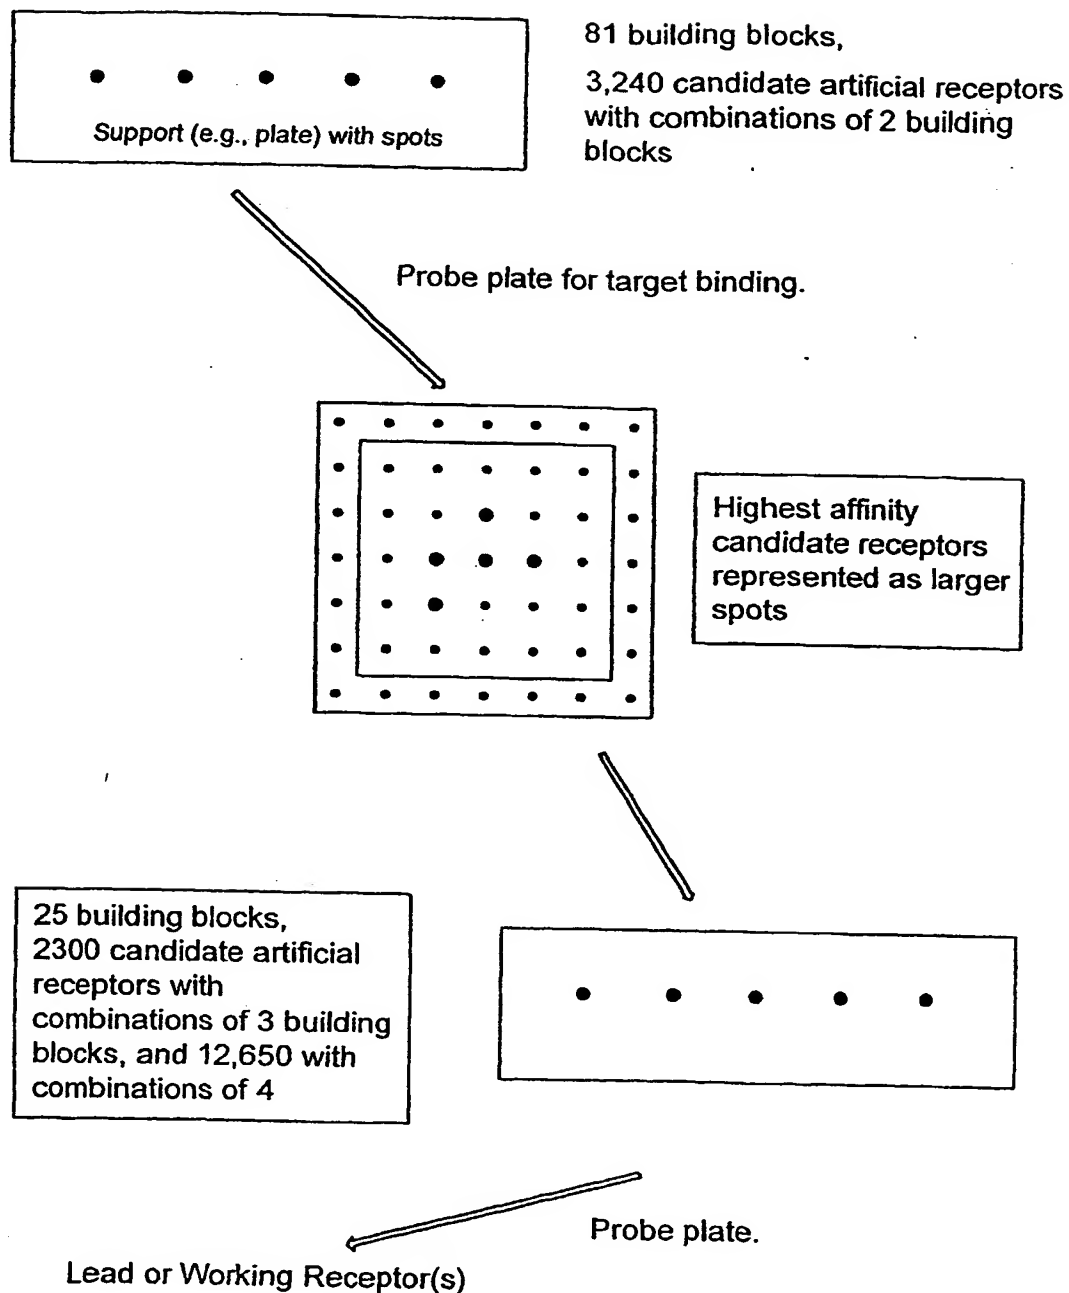 81 building blocks,
3,240 candidate artificial receptors
with combinations of 2 building
blocks
Support (e.g., plate) with spots
Probe plate for target binding.
Highest affinity
candidate receptors
represented as larger
spots
25 building blocks,
2300 candidate artificial
receptors with
combinations of 3 building
blocks, and 12,650 with
combinations of 4
Probe plate.
Lead or Working Receptor(s)